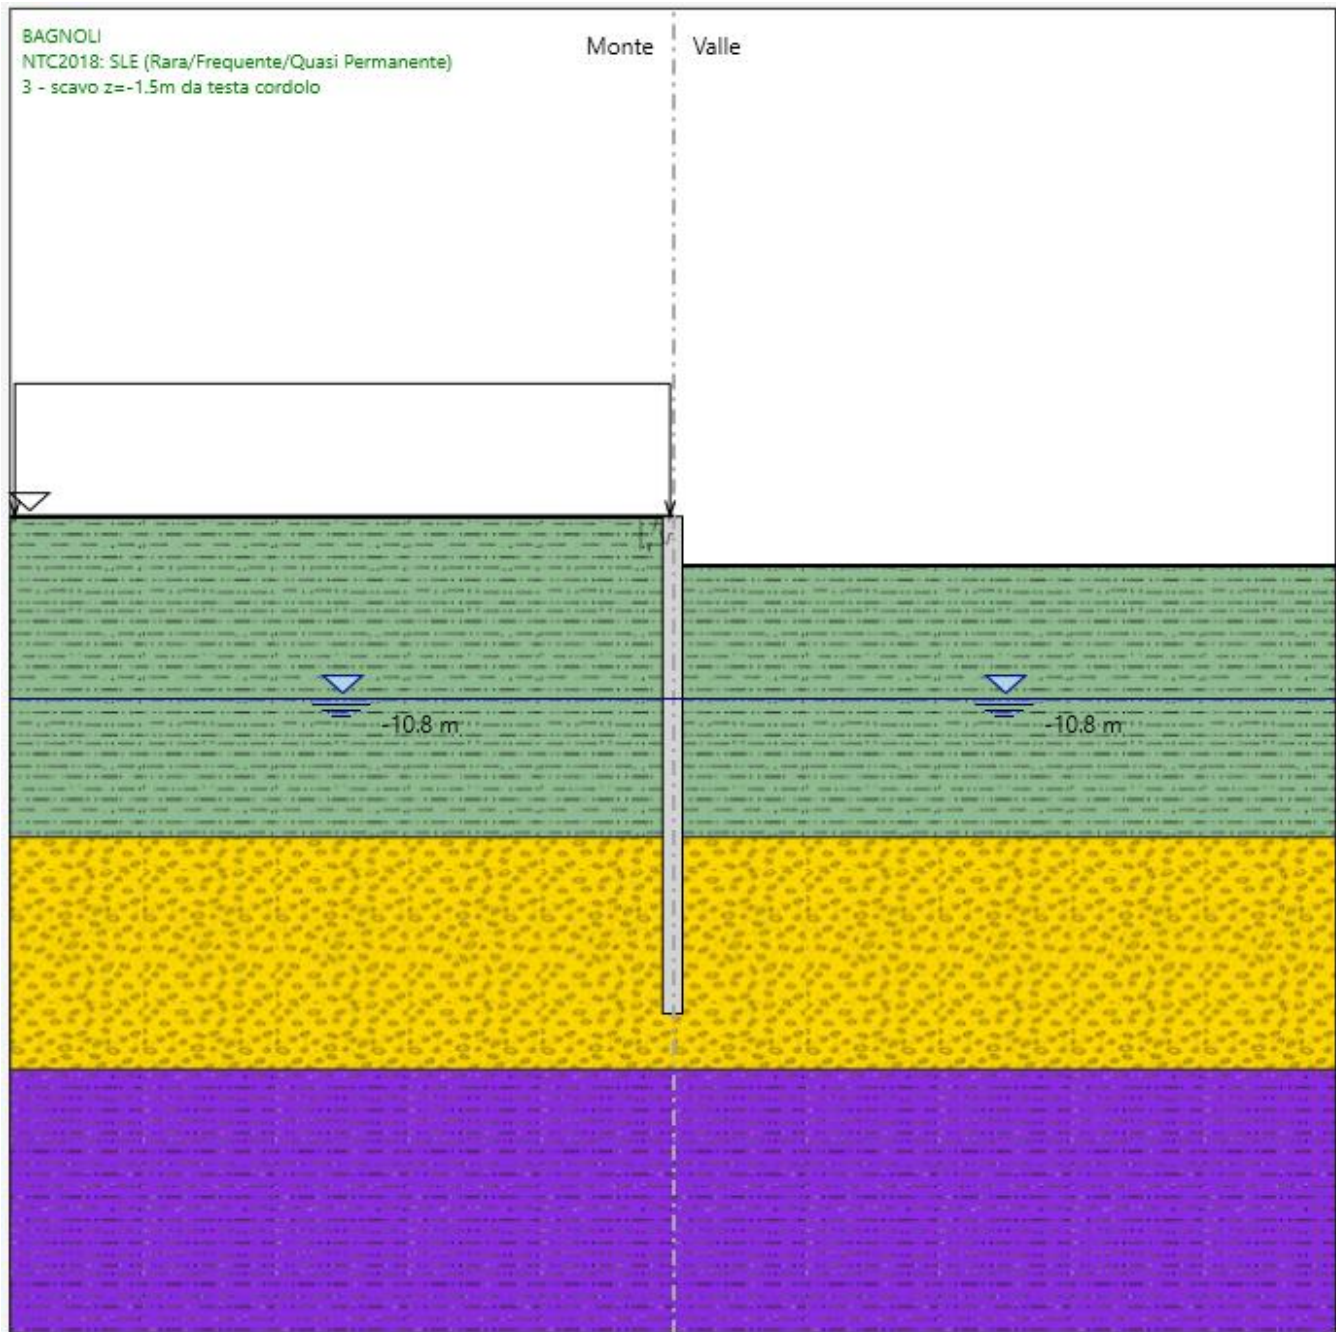 BAGNOLI
NTC2018: SLE (Rara/Frequente/Quasi Permanente)
3 - scavo z=-1.5m da testa cordolo
Monte
Valle
-10.8 m
-10.8 m